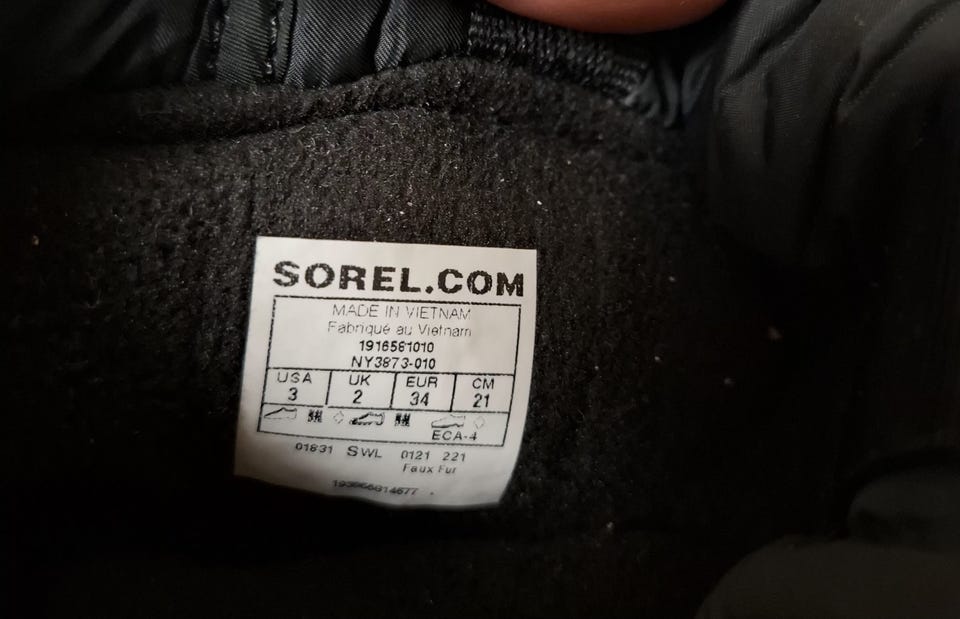 SOREL.COM
MADE IN VIETNAM
Fabriqué au Vietnam
1916581010
NY3873-010
USA UK EUR CM
3 2 34 21
ECA-4
01831 SWL 0121 221
Faux Fur